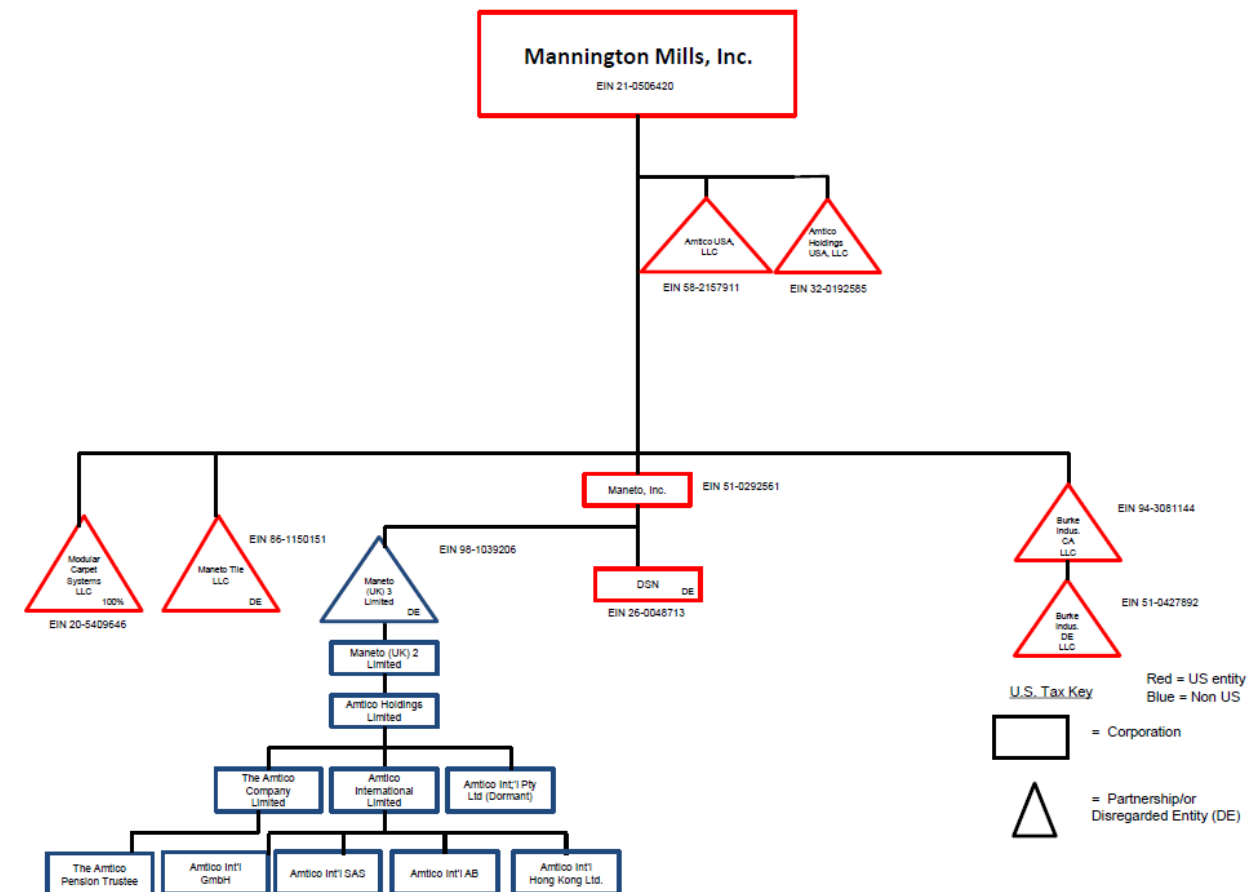 Mannington Mills, Inc.
EIN 21-0506420
Amtico USA,
LLC
Amtico
Holdings
USA, LLC
EIN 58-2157911
EIN 32-0192585
Maneto, Inc.
EIN 51-0292561
Modular
Carpet
Systems
LLC
100%
EIN 20-5409646
Maneto Tile
LLC
DE
EIN 86-1150151
Maneto
(UK) 3
Limited
DE
EIN 98-1039206
DSN
DE
EIN 26-0048713
Burke
Indus.
CA
LLC
EIN 94-3081144
Burke
Indus.
DE
LLC
EIN 51-0427892
Maneto (UK) 2
Limited
Amtico Holdings
Limited
The Amtico
Company
Limited
Amtico
International
Limited
Amtico Int;'l Pty
Ltd (Dormant)
The Amtico
Pension Trustee
Amtico Int'l
GmbH
Amtico Int'l SAS
Amtico Int'l AB
Amtico Int'l
Hong Kong Ltd.
U.S. Tax Key
Red = US entity
Blue = Non US
= Corporation
= Partnership/or
Disregarded Entity (DE)